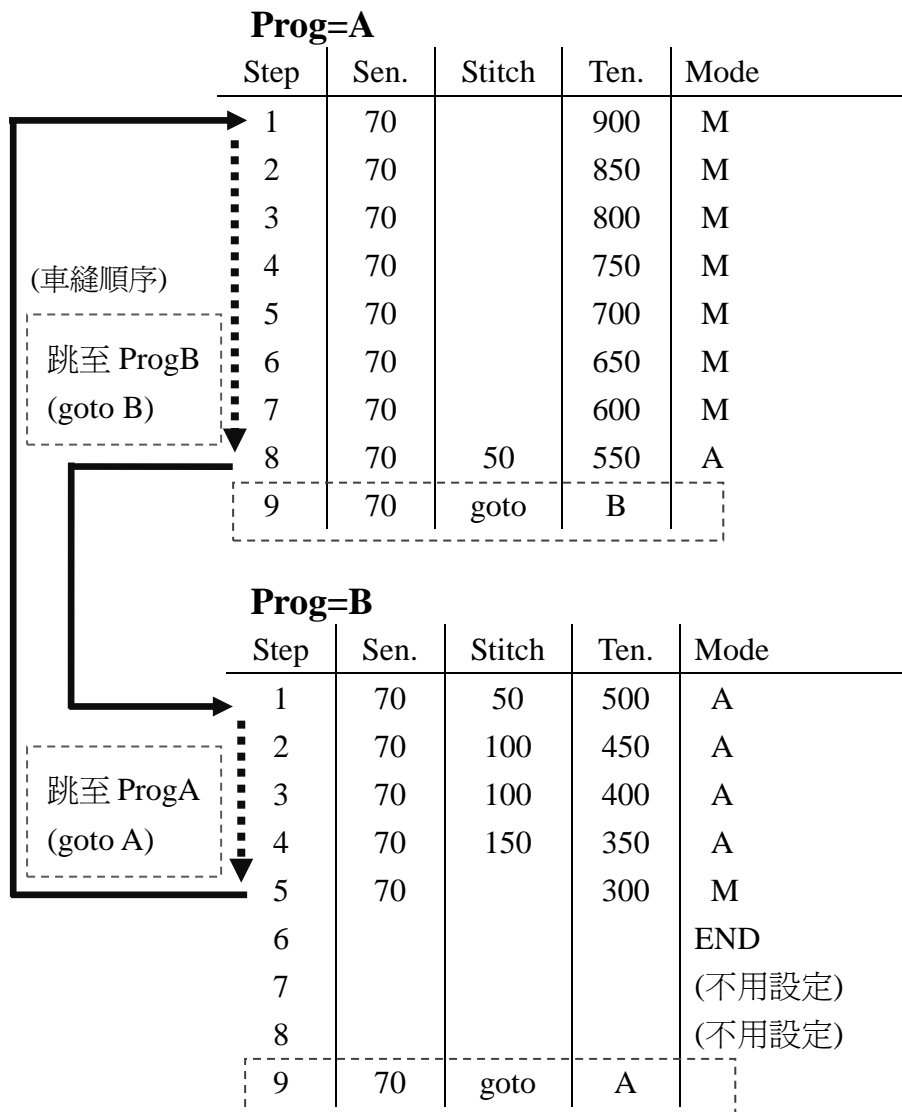 Prog=A
Step Sen. Stitch Ten. Mode
1 70 900 M
2 70 850 M
3 70 800 M
4 70 750 M
5 70 700 M
6 70 650 M
7 70 600 M
8 70 50 550 A
9 70 goto B
(車縫順序)
跳至 ProgB
(goto B)
Prog=B
Step Sen. Stitch Ten. Mode
1 70 50 500 A
2 70 100 450 A
3 70 100 400 A
4 70 150 350 A
5 70 300 M
6 END
7 (不用設定)
8 (不用設定)
9 70 goto A
跳至 ProgA
(goto A)